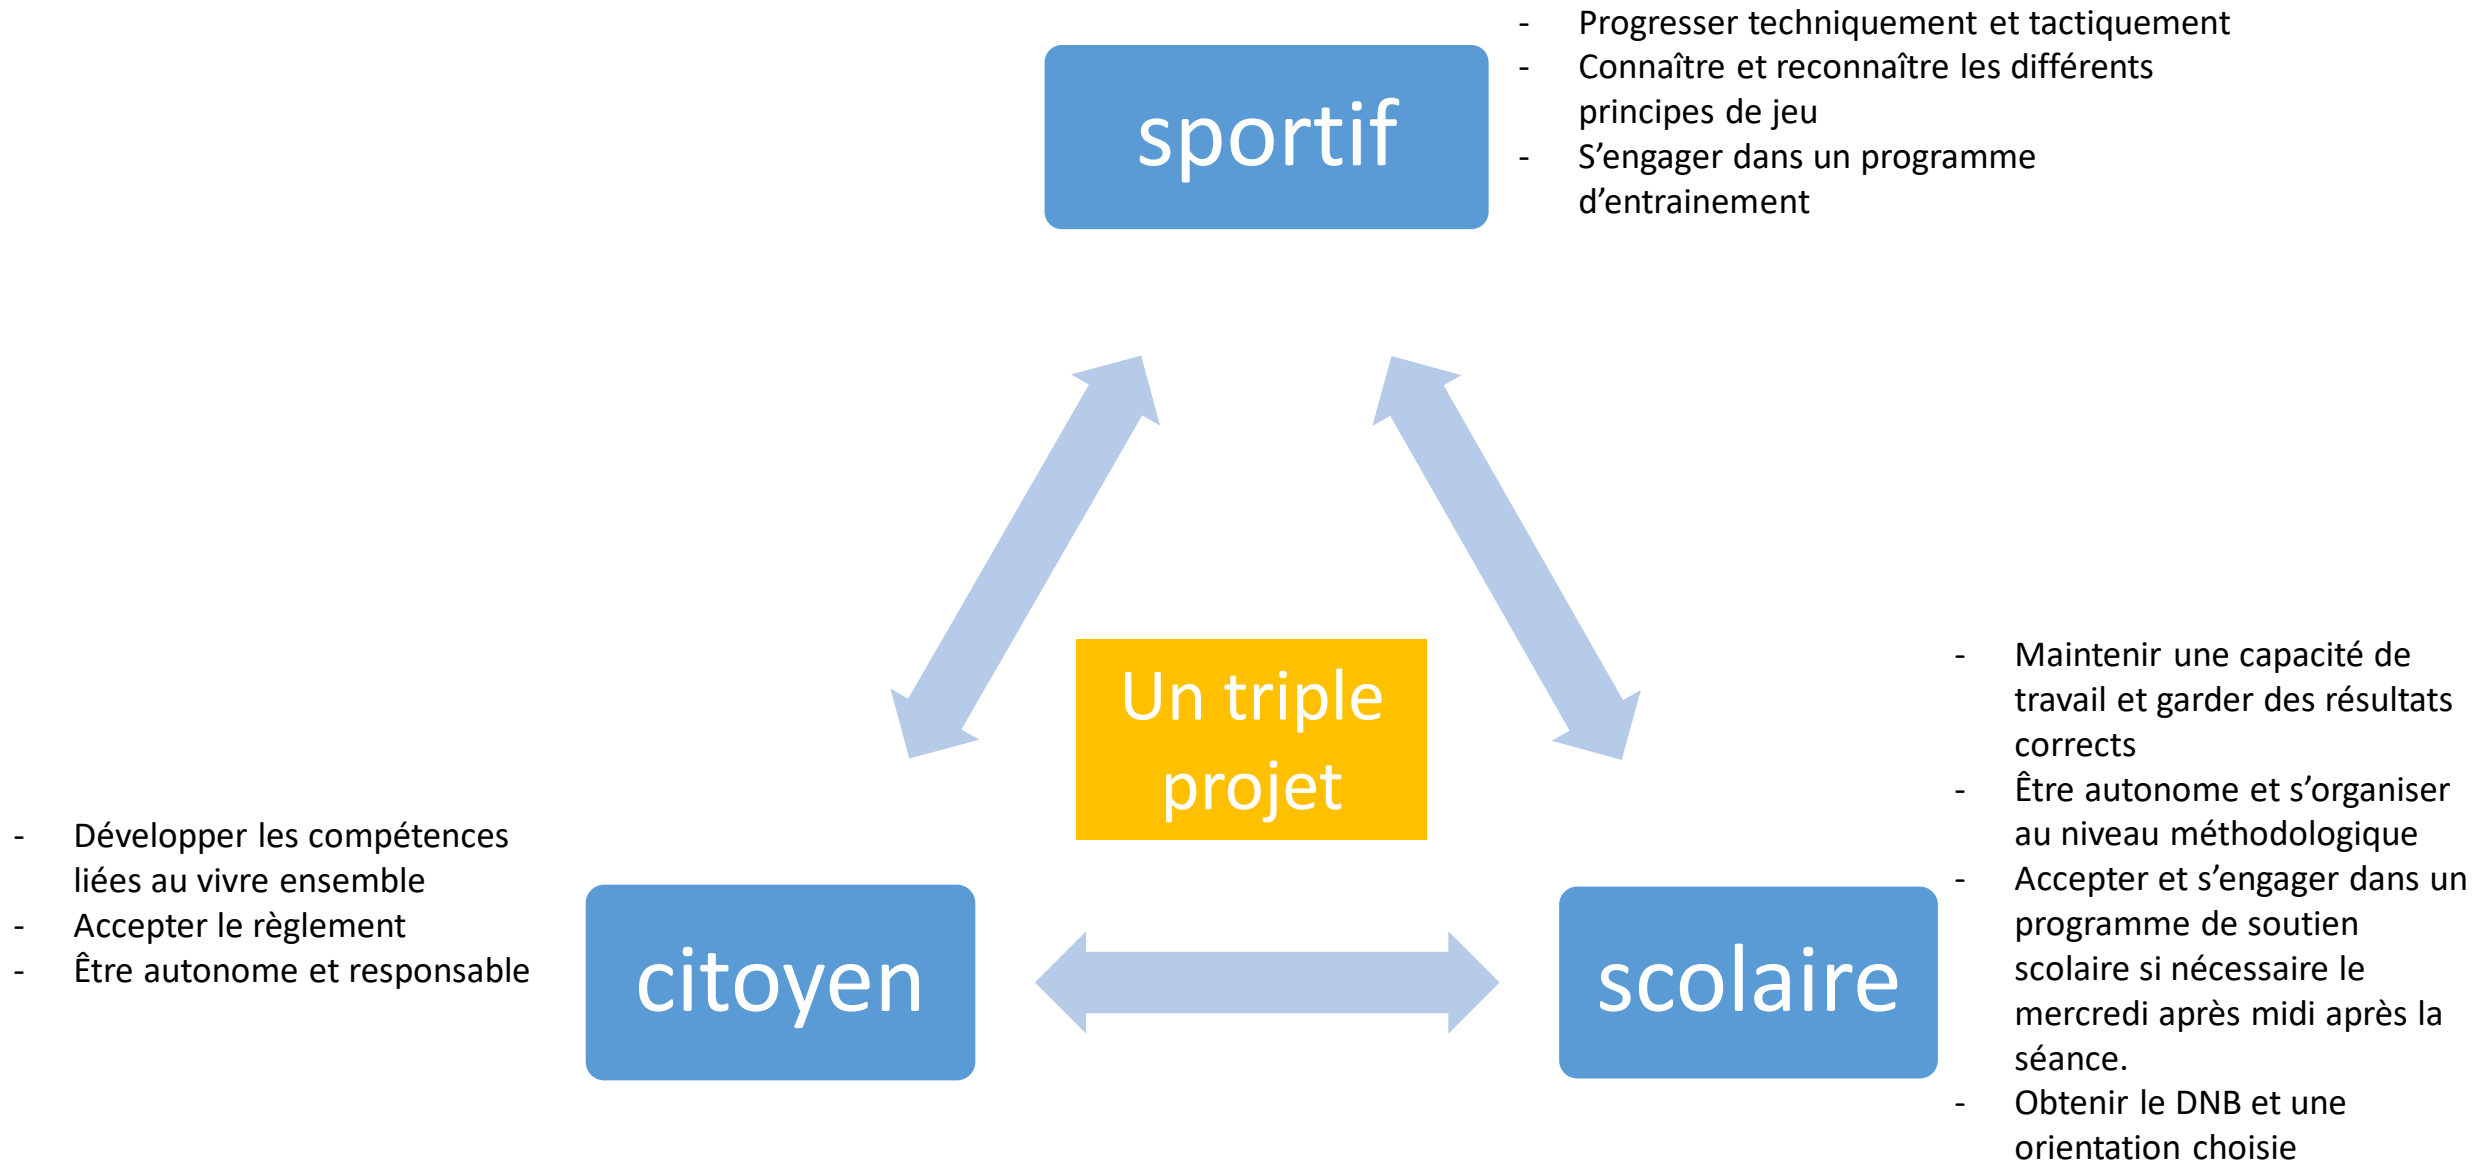 - Progresser techniquement et tactiquement
- Connaître et reconnaître les différents
principes de jeu
- S’engager dans un programme
d’entrainement
sportif
Un triple
projet
- Maintenir une capacité de
travail et garder des résultats
corrects
- Être autonome et s’organiser
au niveau méthodologique
- Accepter et s’engager dans un
programme de soutien
scolaire si nécessaire le
mercredi après midi après la
séance.
- Obtenir le DNB et une
orientation choisie
- Développer les compétences
liées au vivre ensemble
- Accepter le règlement
- Être autonome et responsable
citoyen
scolaire